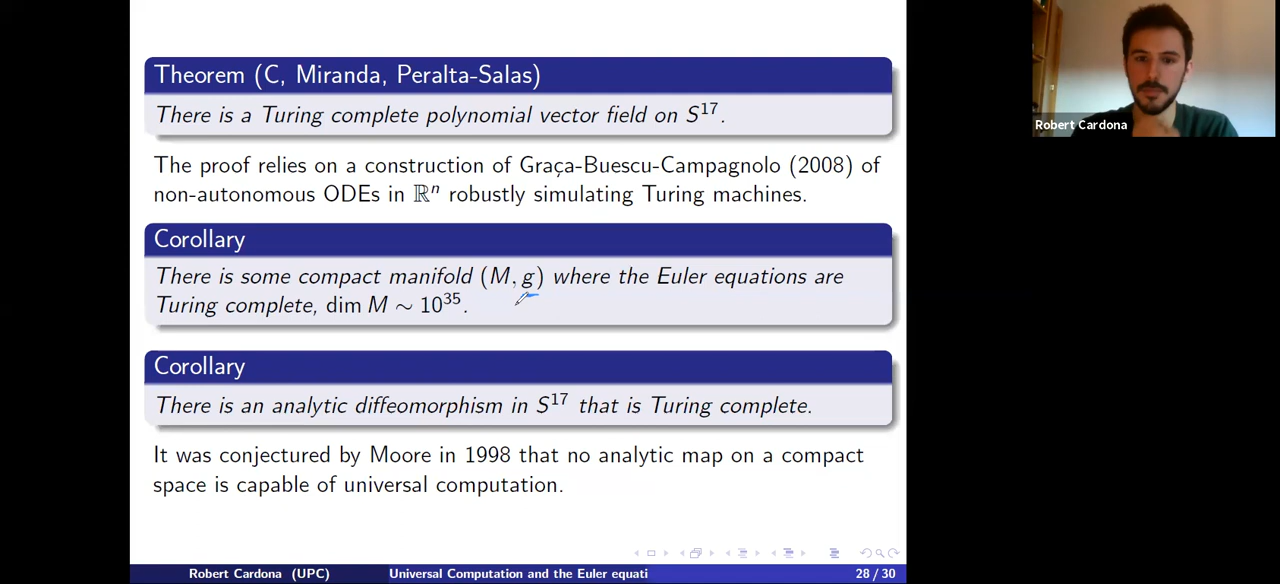 Theorem (C, Miranda, Peralta-Salas)
There is a Turing complete polynomial vector field on S¹⁷.
The proof relies on a construction of Graça-Buescu-Campagnolo (2008) of
non-autonomous ODEs in ℝⁿ robustly simulating Turing machines.
Corollary
There is some compact manifold (M, g) where the Euler equations are
Turing complete, dim M ∼ 10³⁵.
Corollary
There is an analytic diffeomorphism in S¹⁷ that is Turing complete.
It was conjectured by Moore in 1998 that no analytic map on a compact
space is capable of universal computation.
Robert Cardona (UPC) Universal Computation and the Euler equati 28 / 30
Robert Cardona